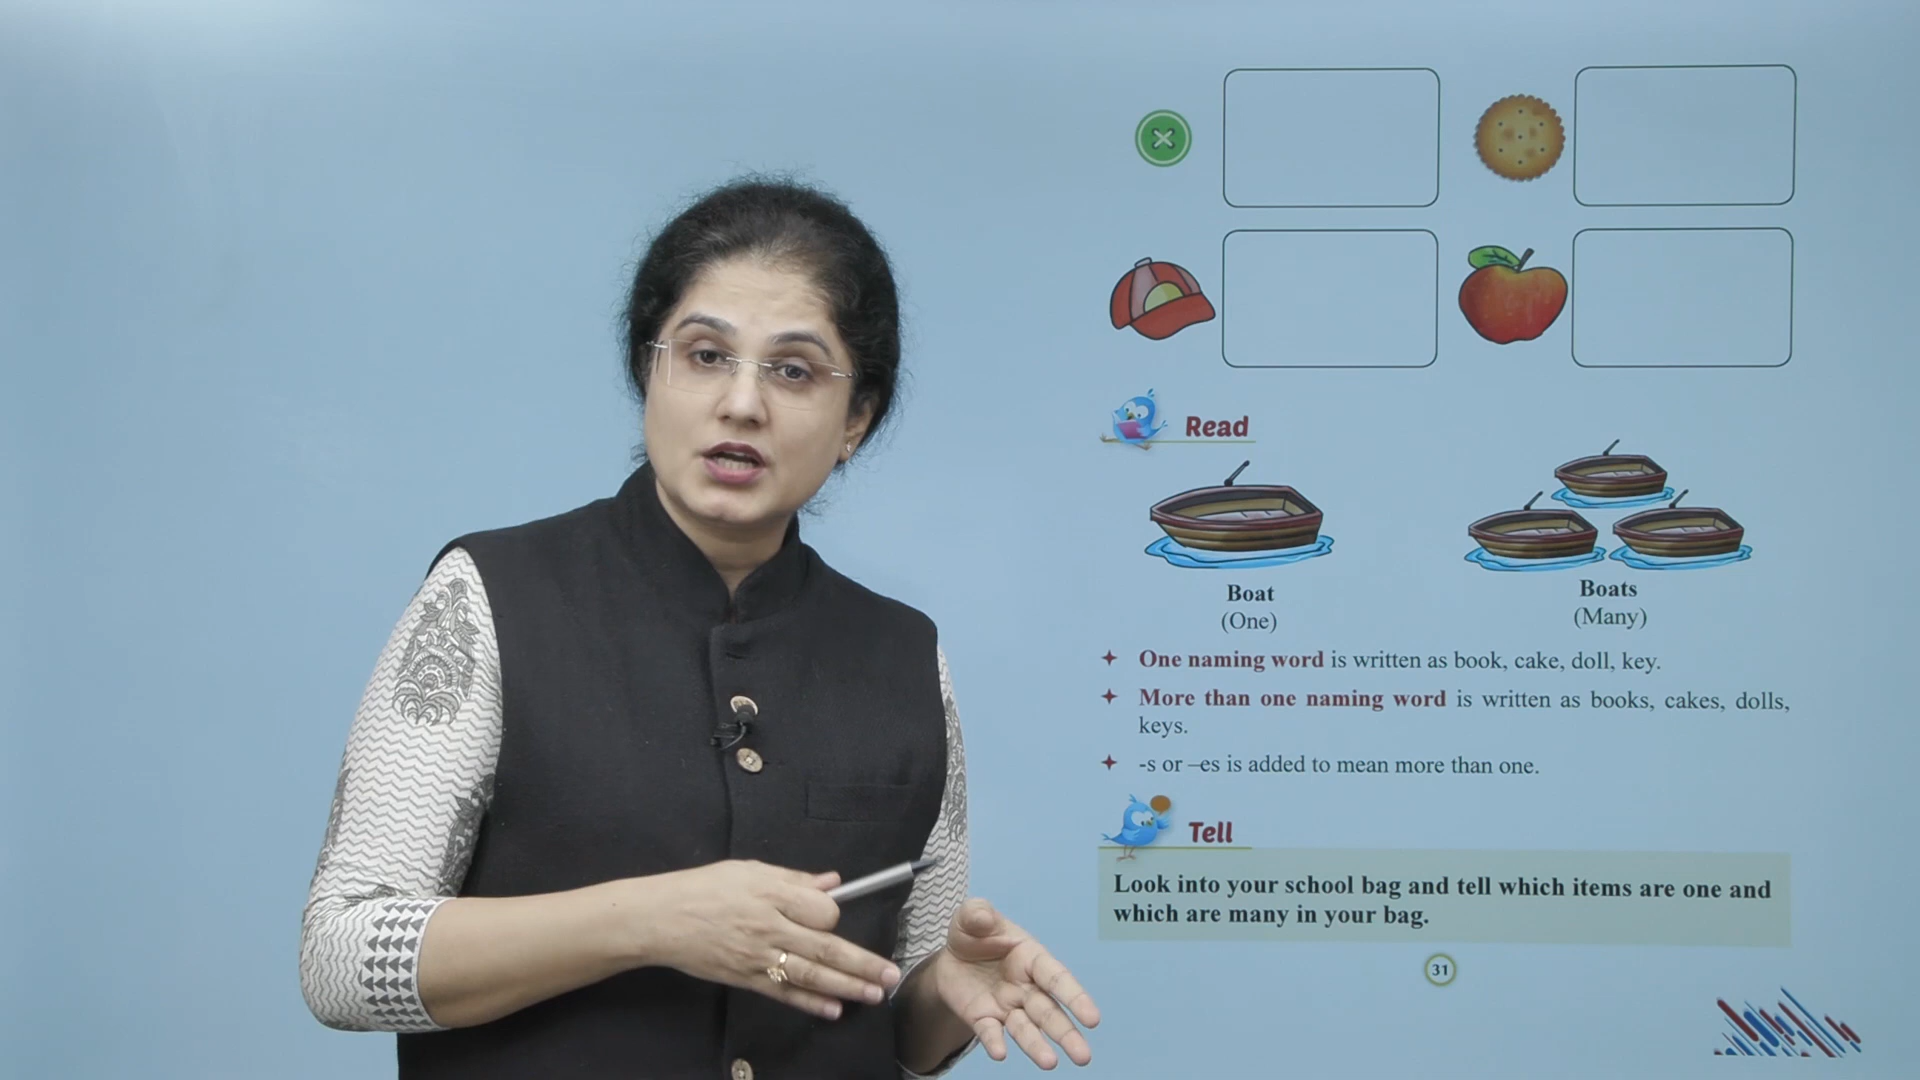 Read
Boat
(One)
Boats
(Many)
One naming word is written as book, cake, doll, key.
More than one naming word is written as books, cakes, dolls,
keys.
-s or –es is added to mean more than one.
Tell
Look into your school bag and tell which items are one and
which are many in your bag.
31